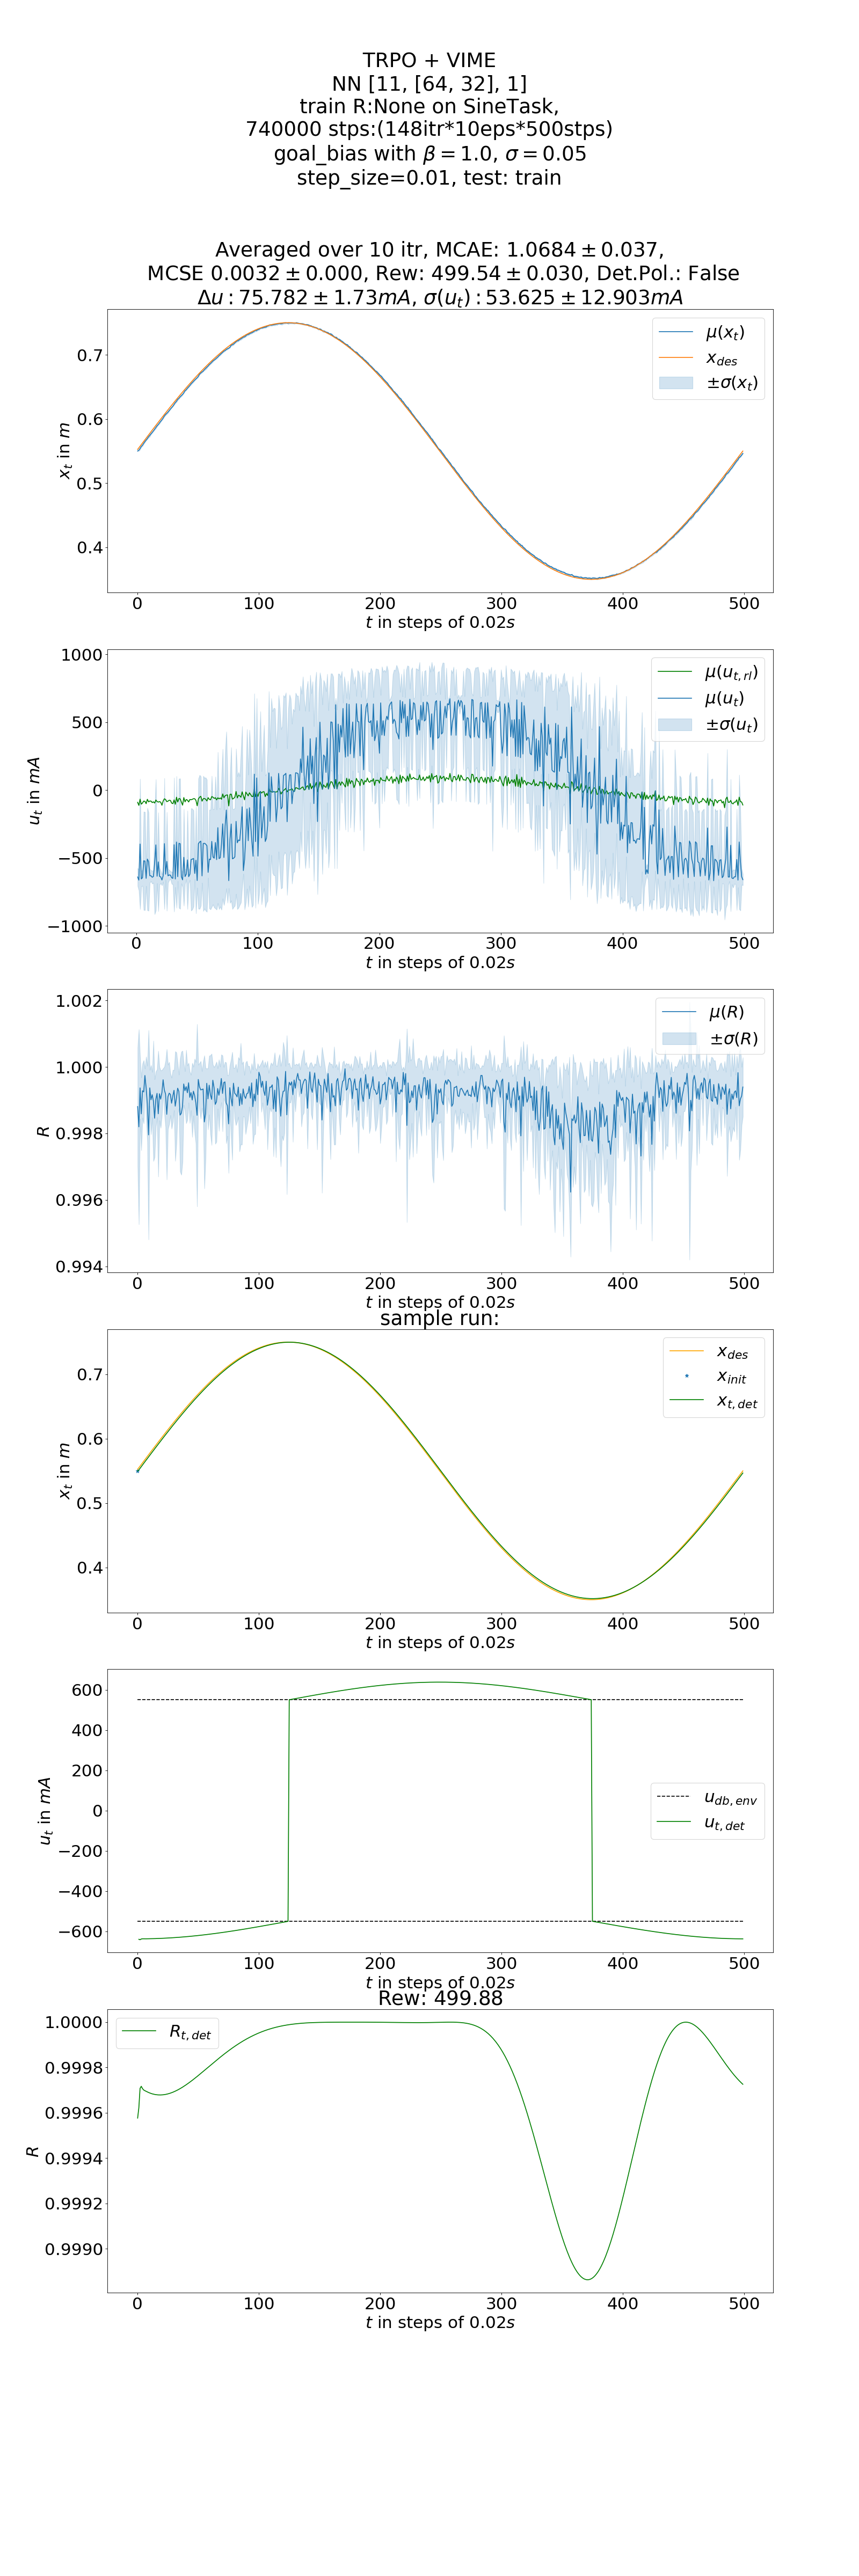 TRPO + VIME
NN [11, [64, 32], 1]
train R:None on SineTask,
740000 stps:(148itr*10eps*500stps)
goal_bias with β = 1.0, σ = 0.05
step_size=0.01, test: train
Averaged over 10 itr, MCAE: 1.0684 ± 0.037,
MCSE 0.0032 ± 0.000, Rew: 499.54 ± 0.030, Det.Pol.: False
Δu : 75.782 ± 1.73mA, σ(u_t) : 53.625 ± 12.903mA
μ(x_t)
x_des
±σ(x_t)
x_t in m
0.7
0.6
0.5
0.4
0 100 200 300 400 500
t in steps of 0.02s
μ(u_t,rl)
μ(u_t)
±σ(u_t)
u_t in mA
1000
500
0
−500
−1000
0 100 200 300 400 500
t in steps of 0.02s
μ(R)
±σ(R)
R
1.002
1.000
0.998
0.996
0.994
0 100 200 300 400 500
t in steps of 0.02s
sample run:
x_des
x_init
x_t,det
x_t in m
0.7
0.6
0.5
0.4
0 100 200 300 400 500
t in steps of 0.02s
u_db,env
u_t,det
u_t in mA
600
400
200
0
−200
−400
−600
0 100 200 300 400 500
t in steps of 0.02s
Rew: 499.88
R_t,det
R
1.0000
0.9998
0.9996
0.9994
0.9992
0.9990
0 100 200 300 400 500
t in steps of 0.02s